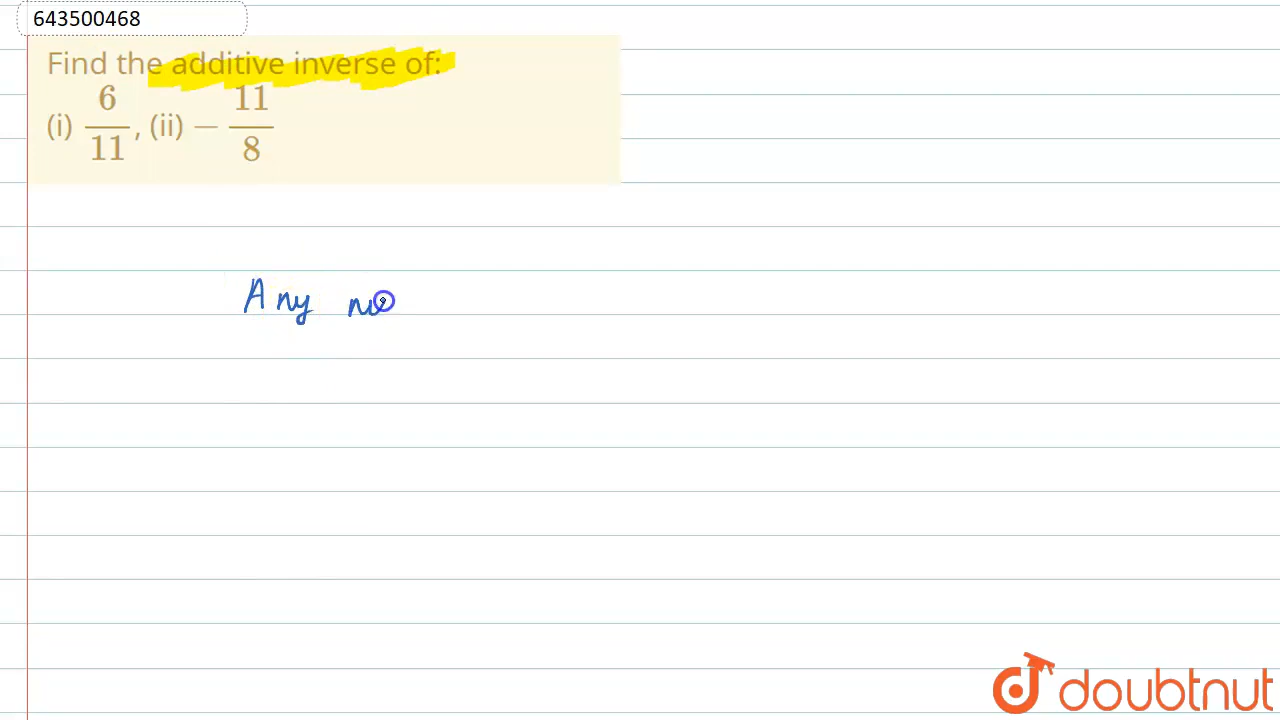 643500468
Find the additive inverse of:
(i) 6/11, (ii) −11/8
Any
doubtnut